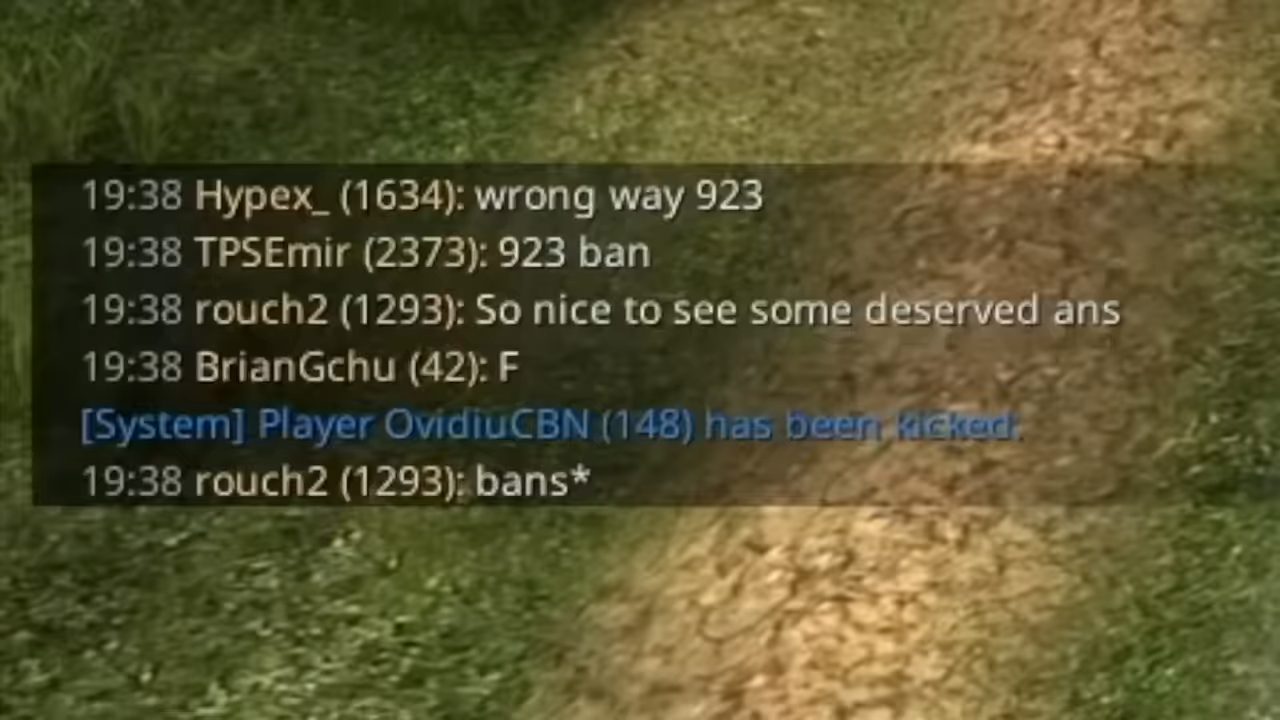 19:38 Hypex_ (1634): wrong way 923
19:38 TPSEmir (2373): 923 ban
19:38 rouch2 (1293): So nice to see some deserved ans
19:38 BrianGchu (42): F
[System] Player OvidiuCBN (148) has been kicked.
19:38 rouch2 (1293): bans*